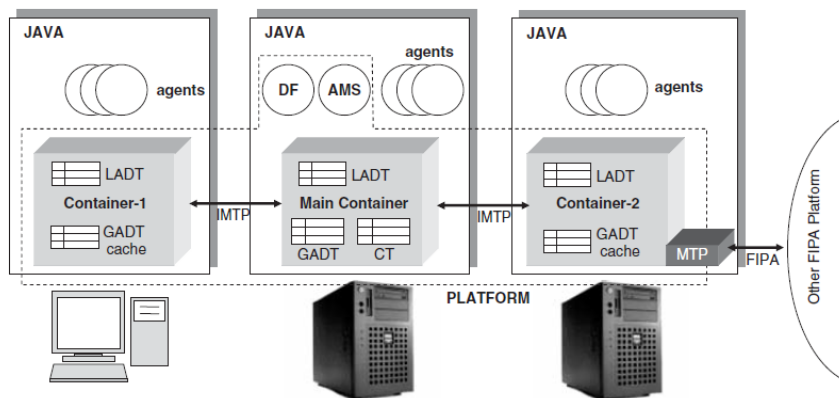 JAVA
agents
LADT
Container-1
GADT
cache
IMTP
JAVA
DF
AMS
agents
LADT
Main Container
GADT
CT
IMTP
JAVA
agents
LADT
Container-2
GADT
cache
MTP
FIPA
Other FIPA Platform
PLATFORM